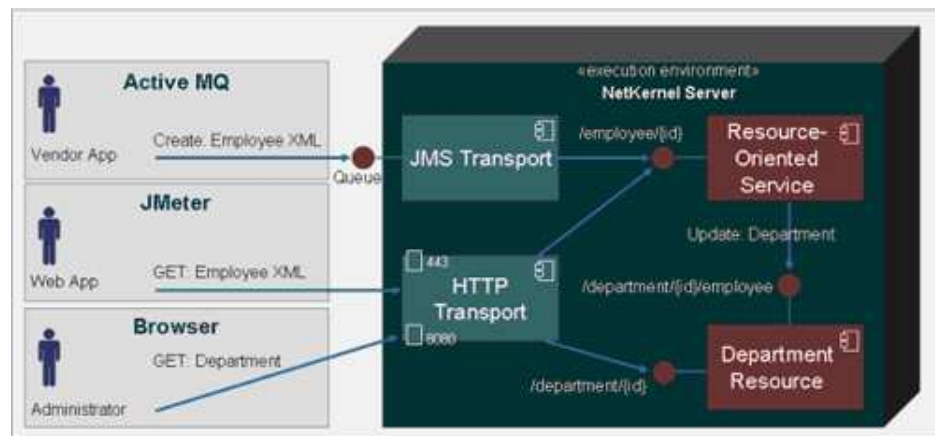 Active MQ
Create: Employee XML
Vendor App
Queue
JMeter
GET: Employee XML
Web App
Browser
GET: Department
Administrator
«execution environment»
NetKernel Server
JMS Transport
/employee/{id}
Resource-
Oriented
Service
Update: Department
443
HTTP
Transport
8080
/department/{id}/employee
/department/{id}
Department
Resource